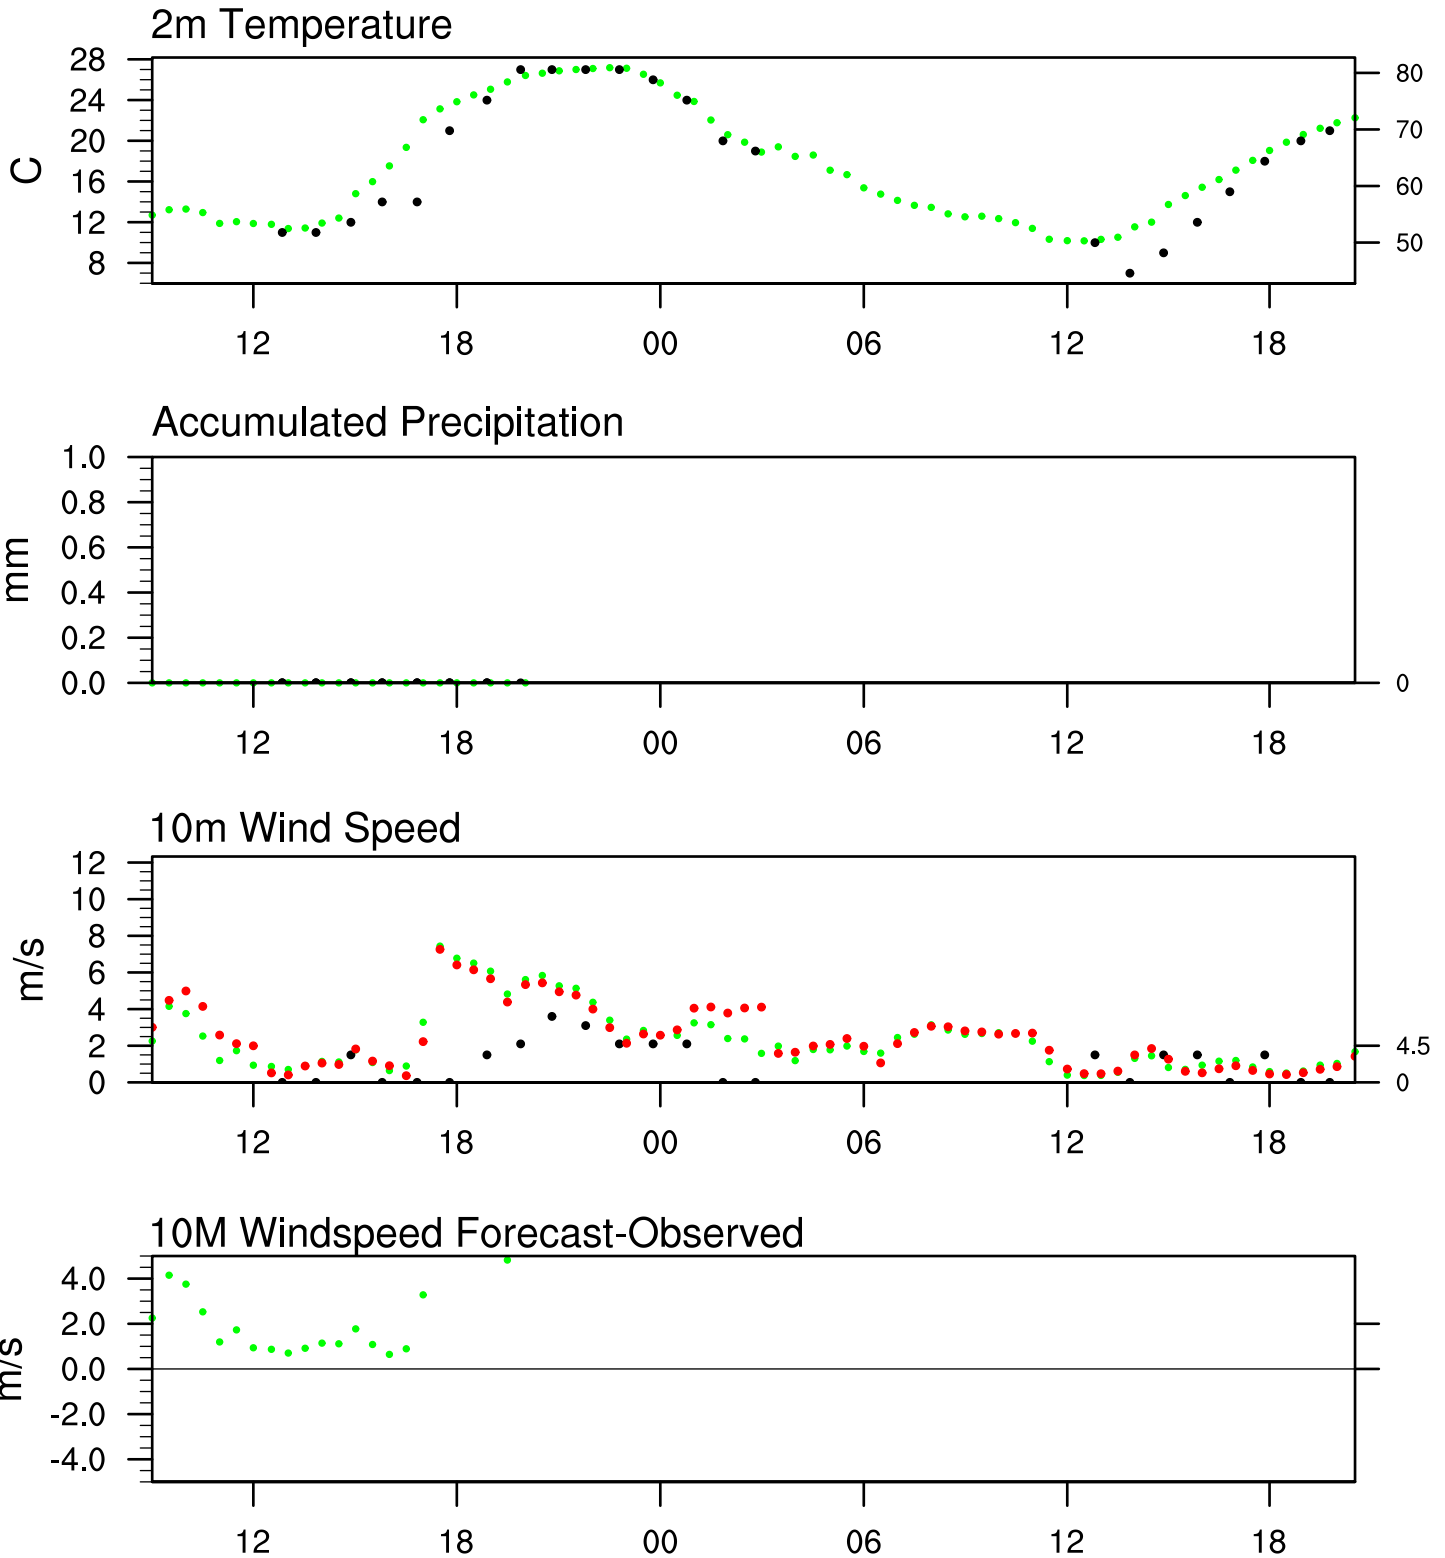 2m Temperature
28
24
20
16
12
8
C
80
70
60
50
12 18 00 06 12 18
Accumulated Precipitation
1.0
0.8
0.6
0.4
0.2
0.0
mm
0
12 18 00 06 12 18
10m Wind Speed
12
10
8
6
4
2
0
m/s
4.5
0
12 18 00 06 12 18
10M Windspeed Forecast-Observed
4.0
2.0
0.0
-2.0
-4.0
m/s
12 18 00 06 12 18